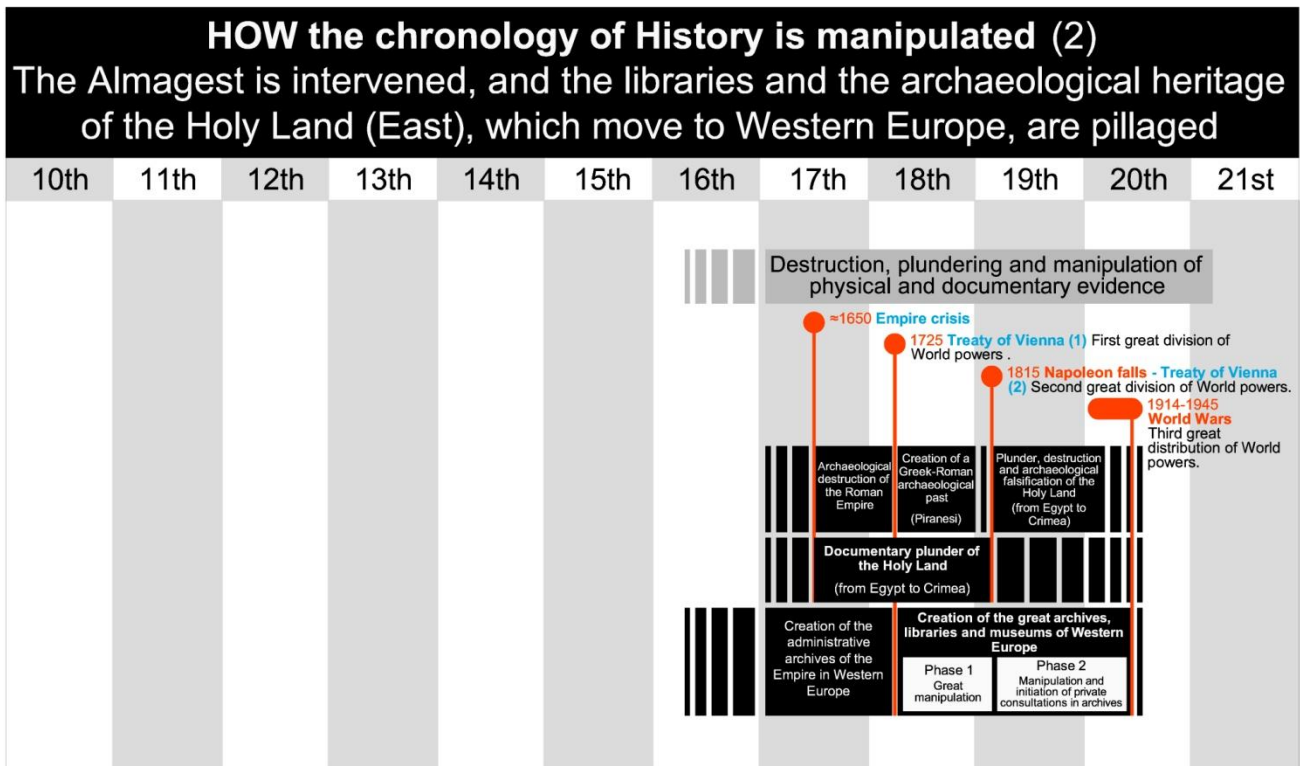 HOW the chronology of History is manipulated (2)
The Almagest is intervened, and the libraries and the archaeological heritage
of the Holy Land (East), which move to Western Europe, are pillaged
10th 11th 12th 13th 14th 15th 16th 17th 18th 19th 20th 21st
Destruction, plundering and manipulation of
physical and documentary evidence
≈1650 Empire crisis
1725 Treaty of Vienna (1) First great division of
World powers .
1815 Napoleon falls - Treaty of Vienna
(2) Second great division of World powers.
1914-1945
World Wars
Third great
distribution of World
powers.
Archaeological
destruction of
the Roman
Empire
Creation of a
Greek-Roman
archaeological
past
(Piranesi)
Plunder, destruction
and archaeological
falsification of the
Holy Land
(from Egypt to
Crimea)
Documentary plunder of
the Holy Land
(from Egypt to Crimea)
Creation of the
administrative
archives of the
Empire in Western
Europe
Creation of the great archives,
libraries and museums of Western
Europe
Phase 1
Great
manipulation
Phase 2
Manipulation and
initiation of private
consultations in archives